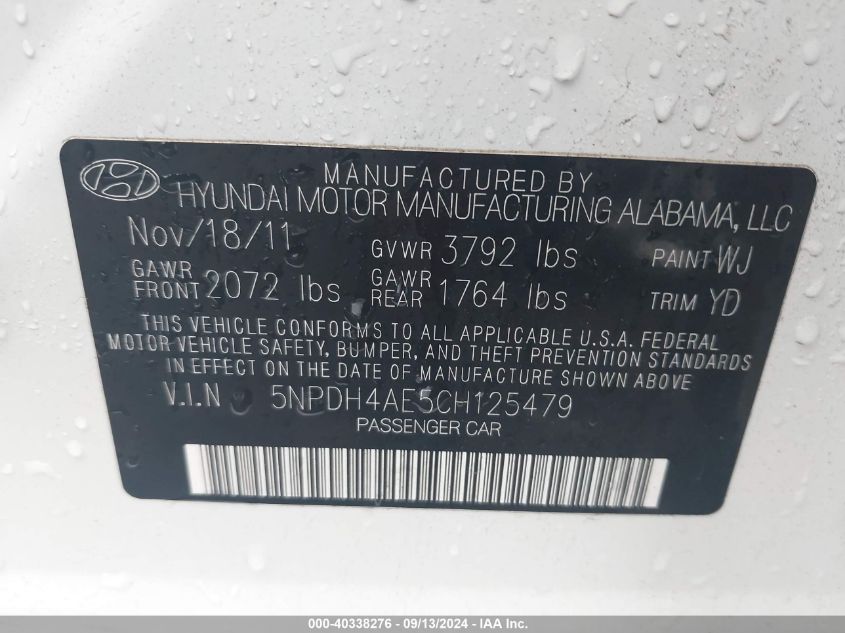 MANUFACTURED BY
HYUNDAI MOTOR MANUFACTURING ALABAMA, LLC
Nov/18/11 GVWR 3792 lbs PAINT WJ
GAWR FRONT 2072 lbs GAWR REAR 1764 lbs TRIM YD
THIS VEHICLE CONFORMS TO ALL APPLICABLE U.S.A. FEDERAL
MOTOR VEHICLE SAFETY, BUMPER, AND THEFT PREVENTION STANDARDS
IN EFFECT ON THE DATE OF MANUFACTURE SHOWN ABOVE
V.I.N 5NPDH4AE5CH125479
PASSENGER CAR
000-40338276 - 09/13/2024 - IAA Inc.